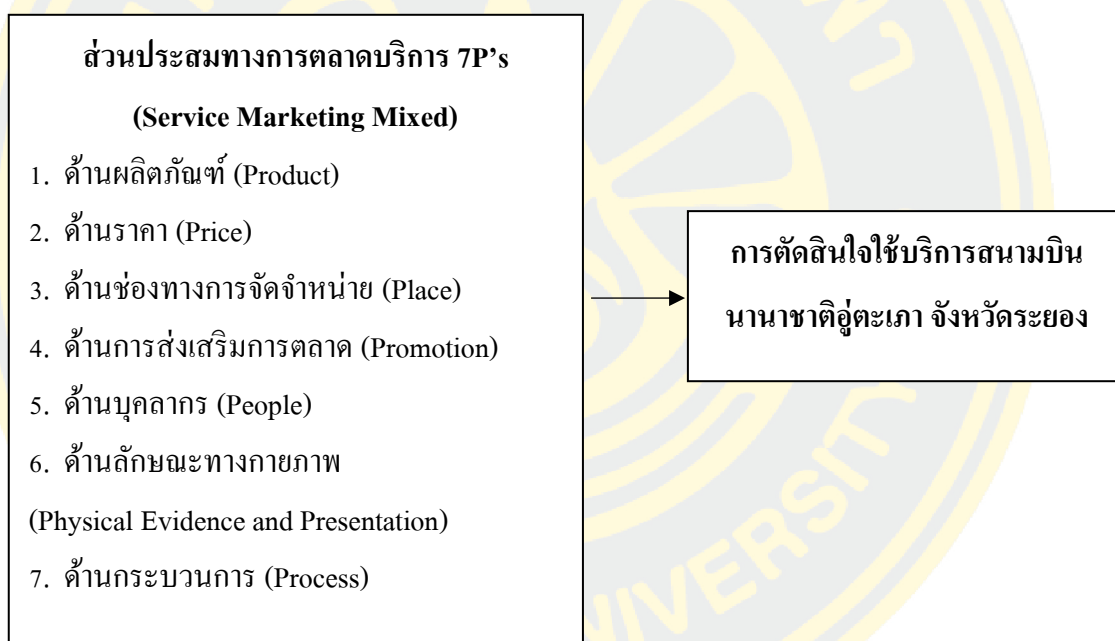 ส่วนประสมทางการตลาดบริการ 7P’s
(Service Marketing Mixed)
1. ด้านผลิตภัณฑ์ (Product)
2. ด้านราคา (Price)
3. ด้านช่องทางการจัดจำหน่าย (Place)
4. ด้านการส่งเสริมการตลาด (Promotion)
5. ด้านบุคลากร (People)
6. ด้านลักษณะทางกายภาพ
(Physical Evidence and Presentation)
7. ด้านกระบวนการ (Process)
การตัดสินใจใช้บริการสนามบิน
นานาชาติอู่ตะเภา จังหวัดระยอง